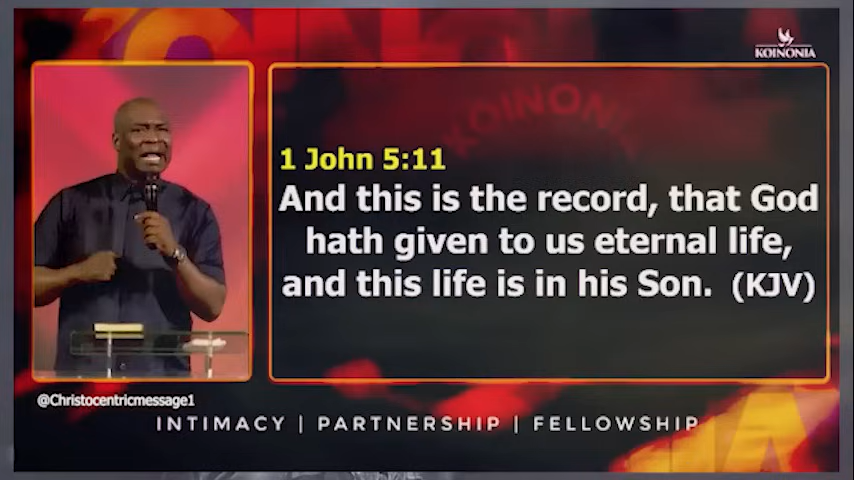 KOINONIA
KOINONIA
1 John 5:11
And this is the record, that God
hath given to us eternal life,
and this life is in his Son. (KJV)
@Christocentricmessage1
INTIMACY | PARTNERSHIP | FELLOWSHIP